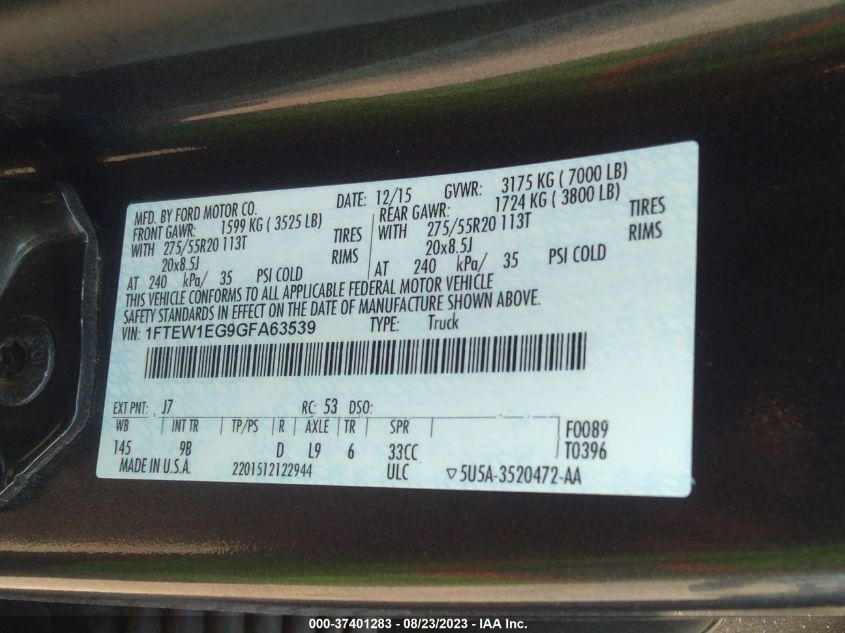 MFD. BY FORD MOTOR CO. DATE: 12/15 GVWR: 3175 KG ( 7000 LB)
FRONT GAWR: 1599 KG ( 3525 LB) REAR GAWR: 1724 KG ( 3800 LB)
WITH 275/55R20 113T TIRES WITH 275/55R20 113T TIRES
20x8.5J RIMS 20x8.5J RIMS
AT 240 kPa/ 35 PSI COLD AT 240 kPa/ 35 PSI COLD
THIS VEHICLE CONFORMS TO ALL APPLICABLE FEDERAL MOTOR VEHICLE
SAFETY STANDARDS IN EFFECT ON THE DATE OF MANUFACTURE SHOWN ABOVE.
VIN: 1FTEW1EG9GFA63539 TYPE: Truck
EXT PNT: J7 RC: 53 DSO:
WB INT TR TP/PS R AXLE TR SPR F0089
145 9B D L9 6 33CC T0396
MADE IN U.S.A. 2201512122944 ULC ▽5U5A-3520472-AA
000-37401283 - 08/23/2023 - IAA Inc.